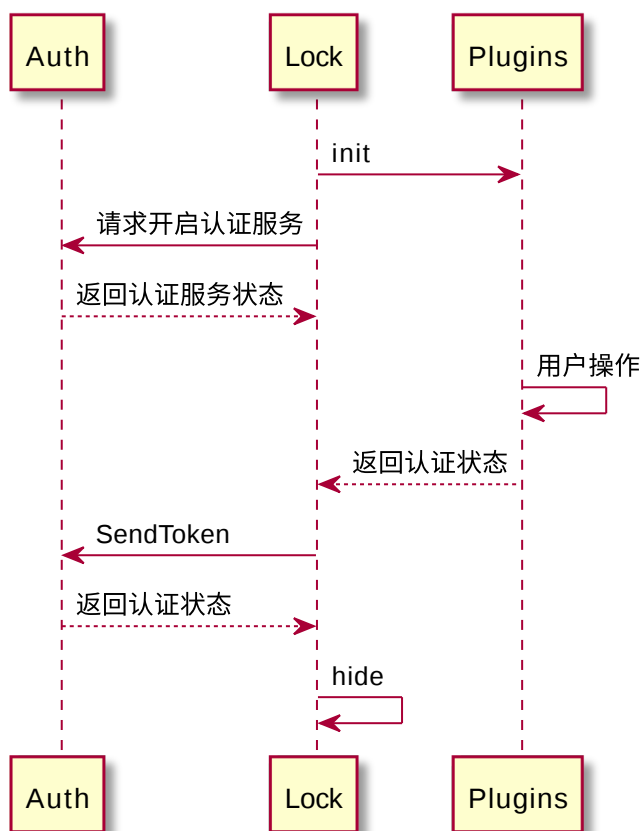 Auth
Lock
Plugins
init
请求开启认证服务
返回认证服务状态
用户操作
返回认证状态
SendToken
返回认证状态
hide
Auth
Lock
Plugins